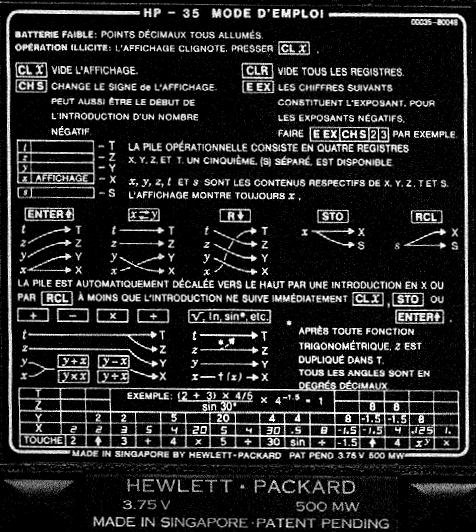 HP - 35 MODE D'EMPLOI
00035-80048
BATTERIE FAIBLE: POINTS DÉCIMAUX TOUS ALLUMÉS.
OPÉRATION ILLICITE: L'AFFICHAGE CLIGNOTE. PRESSER CL X .
CL X VIDE L'AFFICHAGE.
CHS CHANGE LE SIGNE de L'AFFICHAGE.
PEUT AUSSI ÊTRE LE DEBUT DE
L'INTRODUCTION D'UN NOMBRE
NÉGATIF.
CLR VIDE TOUS LES REGISTRES.
E EX LES CHIFFRES SUIVANTS
CONSTITUENT L'EXPOSANT. POUR
LES EXPOSANTS NÉGATIFS,
FAIRE E EX CHS 2 3 PAR EXEMPLE.
t - T
z - Z
y - Y
x AFFICHAGE - X
s - S
LA PILE OPÉRATIONNELLE CONSISTE EN QUATRE REGISTRES
X, Y, Z, ET T. UN CINQUIÈME, (S) SÉPARÉ, EST DISPONIBLE.
x, y, z, t ET s SONT LES CONTENUS RESPECTIFS DE X, Y, Z, T ET S.
L'AFFICHAGE MONTRE TOUJOURS x .
ENTER↑ x⇄y R↓ STO RCL
t T t T t T x X X
z Z z Z z Z S s S
y Y y Y y Y
x X x X x X
LA PILE EST AUTOMATIQUEMENT DÉCALÉE VERS LE HAUT PAR UNE INTRODUCTION EN X OU
PAR RCL À MOINS QUE L'INTRODUCTION NE SUIVE IMMÉDIATEMENT CL X , STO OU
ENTER↑ .
+ - × ÷ √, ln, sin*, etc.
t T t T
z Z z Z
y y+x y-x Y y Y
x y×x y÷x X x f(x) X
* APRÈS TOUTE FONCTION
TRIGONOMÉTRIQUE, z EST
DUPLIQUÉ DANS T.
TOUS LES ANGLES SONT EN
DEGRÉS DÉCIMAUX.
EXEMPLE: (2 + 3) × 4/5 / sin 30° × 4^-1.5 = 1
T
Z 8 8
Y 2 2 5 20 4 4 8 -1.5 -1.5 8
X 2 2 3 5 4 20 5 4 30 .5 8 -1.5 -1.5 4 .125 1.
TOUCHE 2 ↑ 3 + 4 × 5 ÷ 30 sin ÷ -1.5 ↑ 4 x^y ×
MADE IN SINGAPORE BY HEWLETT-PACKARD PAT PEND 3.75 V 500 MW
HEWLETT · PACKARD
3.75 V 500 MW
MADE IN SINGAPORE · PATENT PENDING